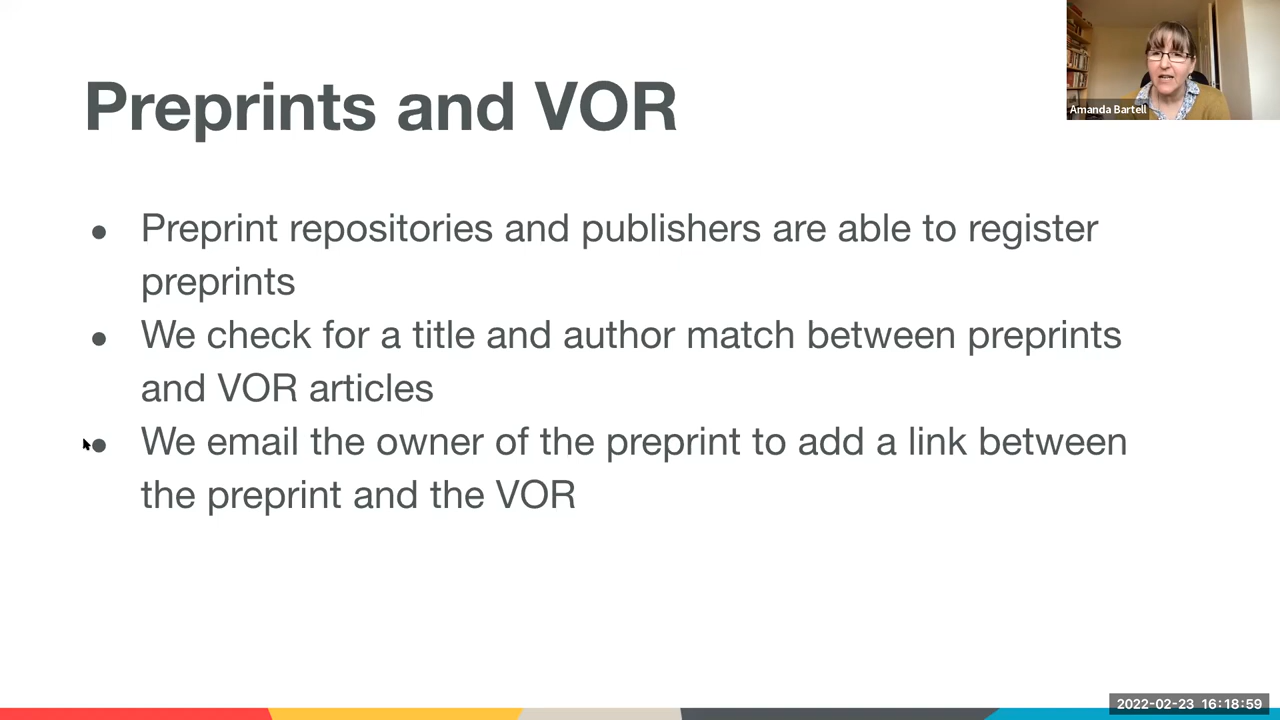 Preprints and VOR
Amanda Bartell
● Preprint repositories and publishers are able to register
preprints
● We check for a title and author match between preprints
and VOR articles
● We email the owner of the preprint to add a link between
the preprint and the VOR
2022-02-23 16:18:59